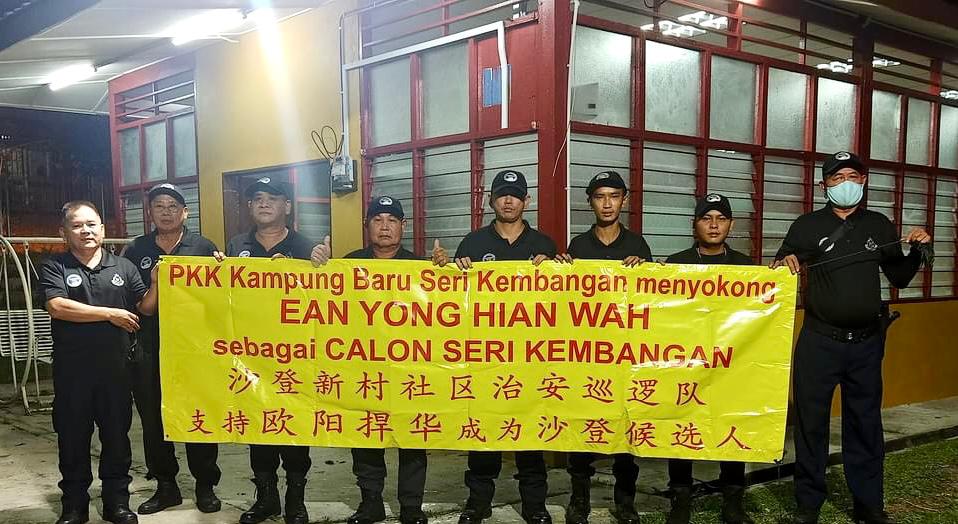 PKK Kampung Baru Seri Kembangan menyokong
EAN YONG HIAN WAH
sebagai CALON SERI KEMBANGAN
沙登新村社区治安巡逻队
支持欧阳捍华成为沙登候选人